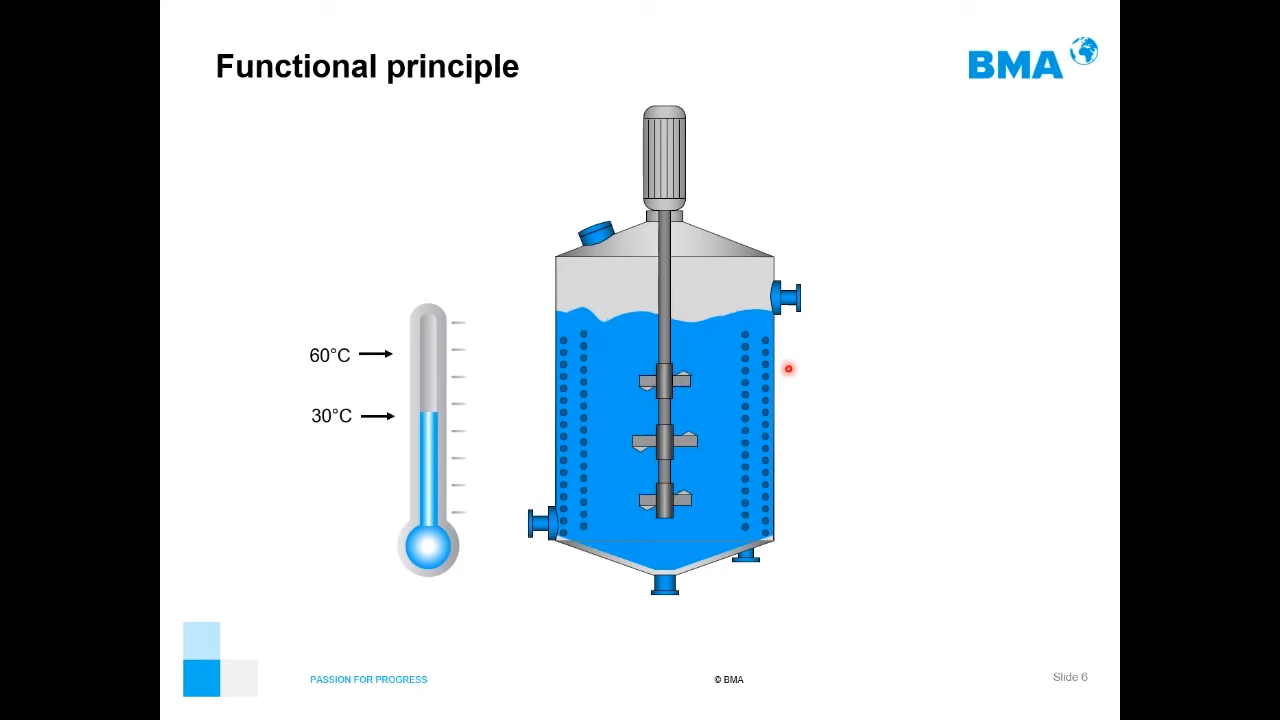 Functional principle
BMA
60°C
30°C
PASSION FOR PROGRESS
© BMA
Slide 6